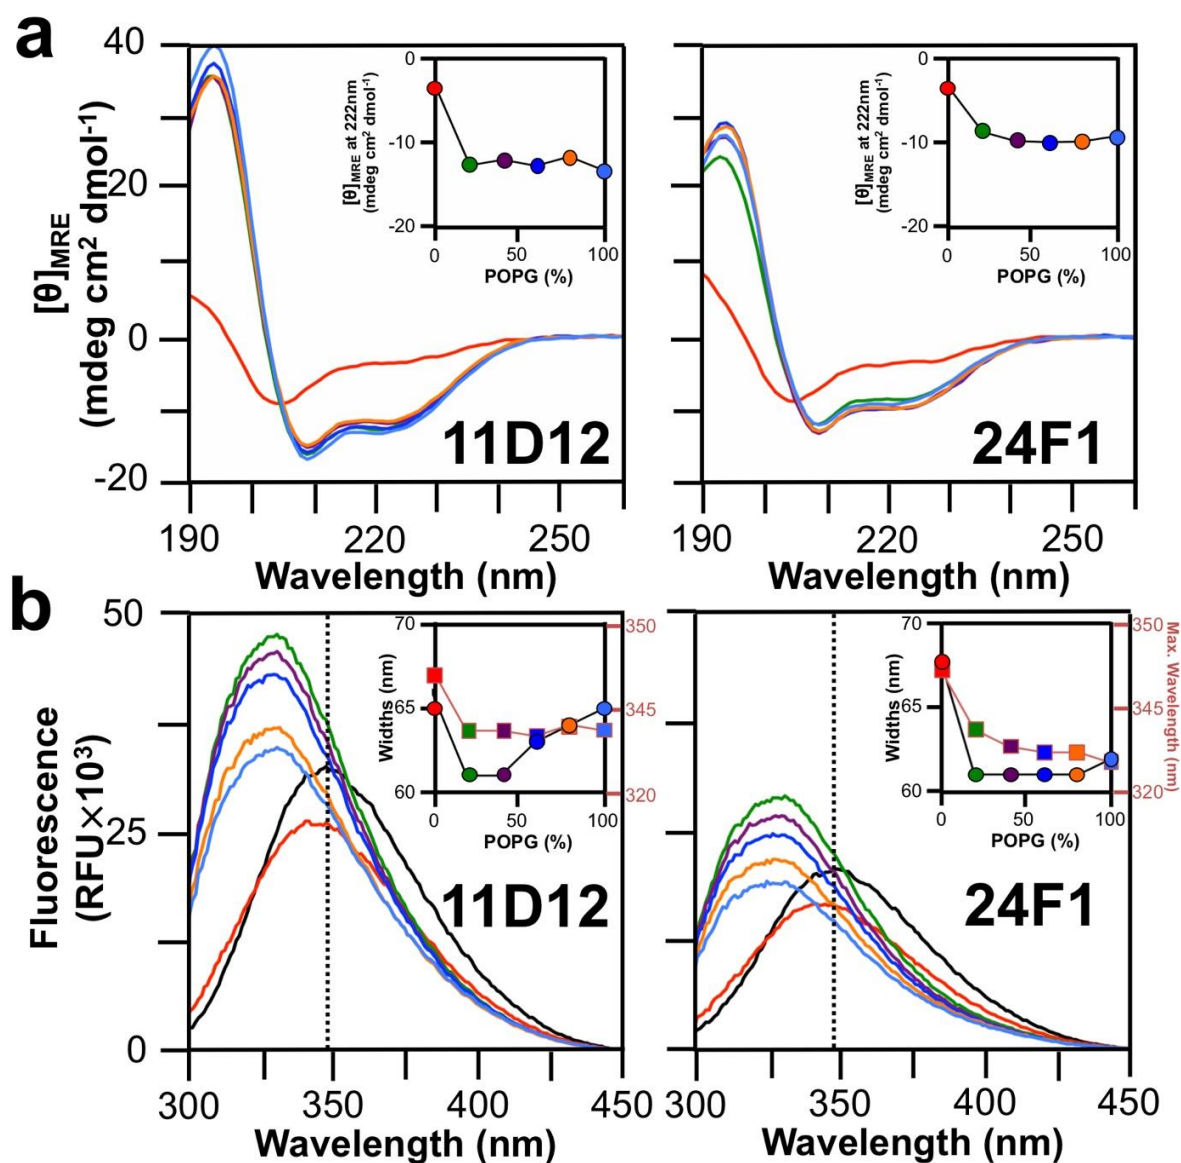 a
40
20
0
-20
[θ]MRE
(mdeg cm² dmol⁻¹)
190
220
250
Wavelength (nm)
11D12
[θ]MRE at 222nm
(mdeg cm² dmol⁻¹)
0
-10
-20
0
50
100
POPG (%)
190
220
250
Wavelength (nm)
24F1
[θ]MRE at 222nm
(mdeg cm² dmol⁻¹)
0
-10
-20
0
50
100
POPG (%)
b
50
25
0
Fluorescence
(RFU×10³)
300
350
400
450
Wavelength (nm)
11D12
Widths (nm)
70
65
60
350
345
320
0
50
100
POPG (%)
300
350
400
450
Wavelength (nm)
24F1
Widths (nm)
70
65
60
350
345
320
Max. Wavelength (nm)
0
50
100
POPG (%)